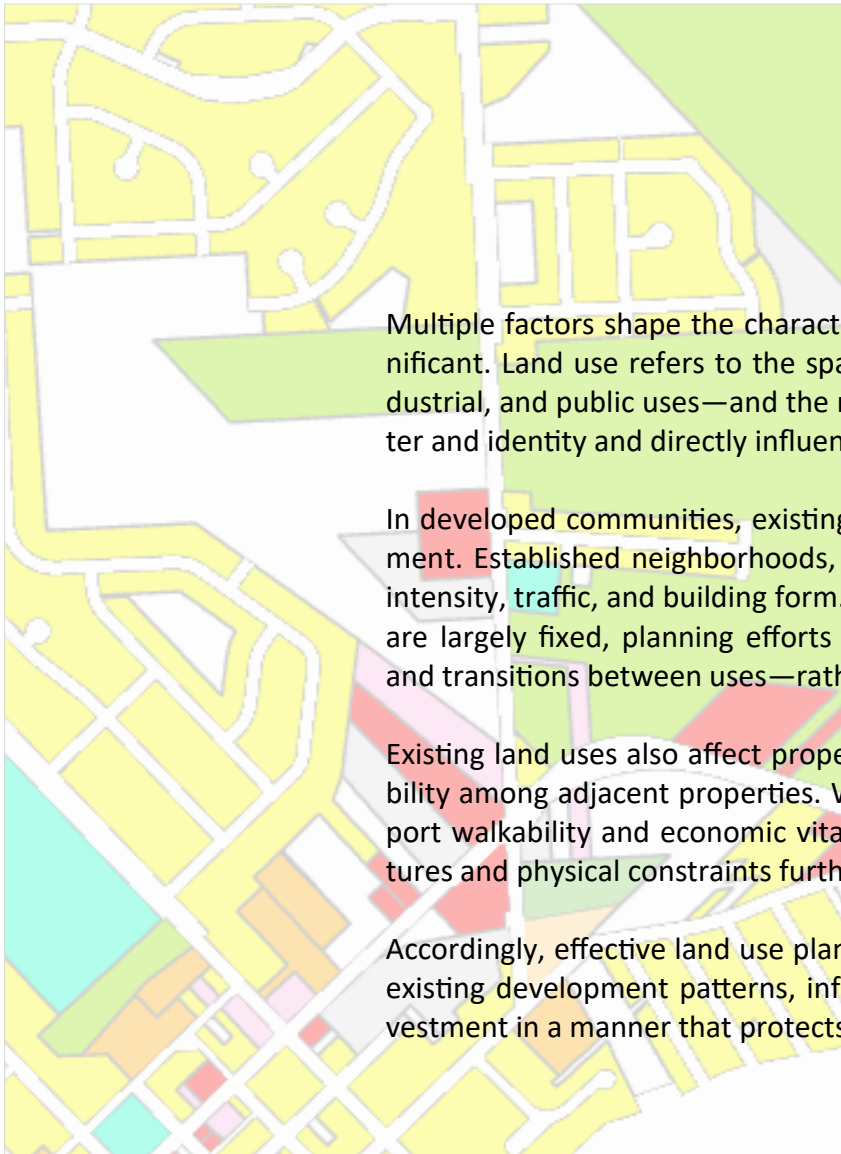 Multiple factors shape the charact
nificant. Land use refers to the spa
dustrial, and public uses—and the
ter and identity and directly influen
In developed communities, existing
ment. Established neighborhoods,
intensity, traffic, and building form.
are largely fixed, planning efforts
and transitions between uses—rath
Existing land uses also affect prope
bility among adjacent properties.
port walkability and economic vita
tures and physical constraints furth
Accordingly, effective land use plan
existing development patterns, inf
vestment in a manner that protects